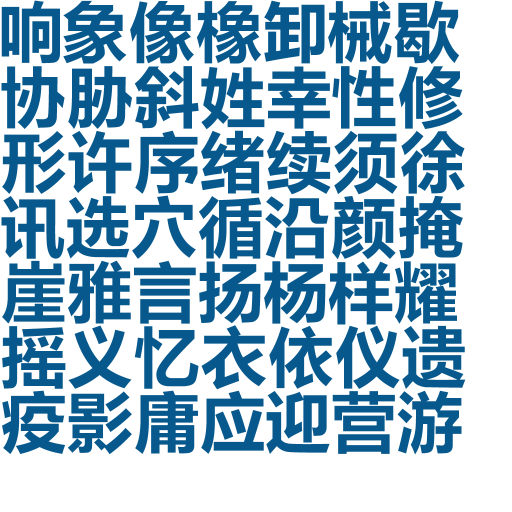 响象像橡卸械歇
协胁斜姓幸性修
形许序绪续须徐
讯选穴循沿颜掩
崖雅言扬杨样耀
摇义忆衣依仪遗
疫影庸应迎营游